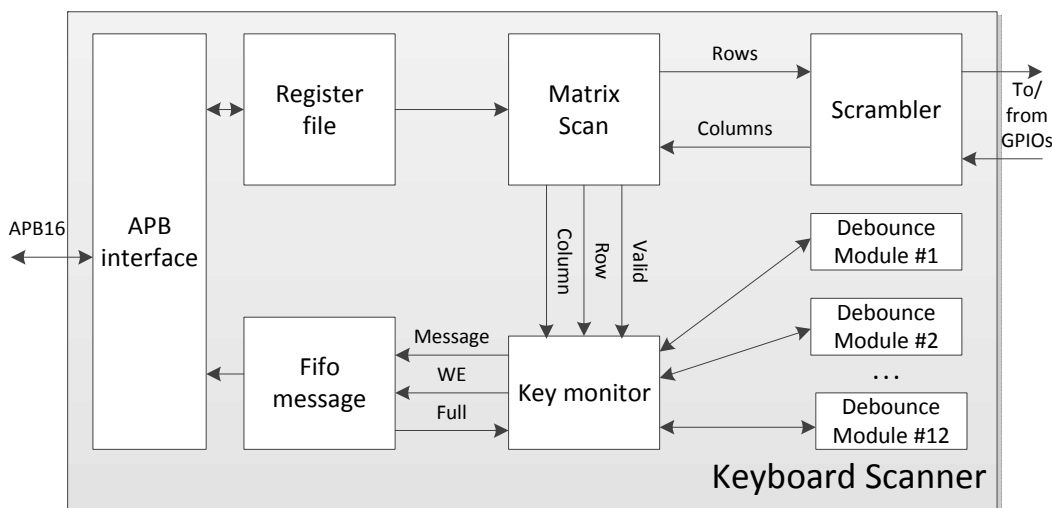 Register
file
Matrix
Scan
Rows
Columns
Scrambler
To/
from
GPIOs
APB16
APB
interface
Column
Row
Valid
Debounce
Module #1
Debounce
Module #2
...
Debounce
Module #12
Fifo
message
Message
WE
Full
Key monitor
Keyboard Scanner